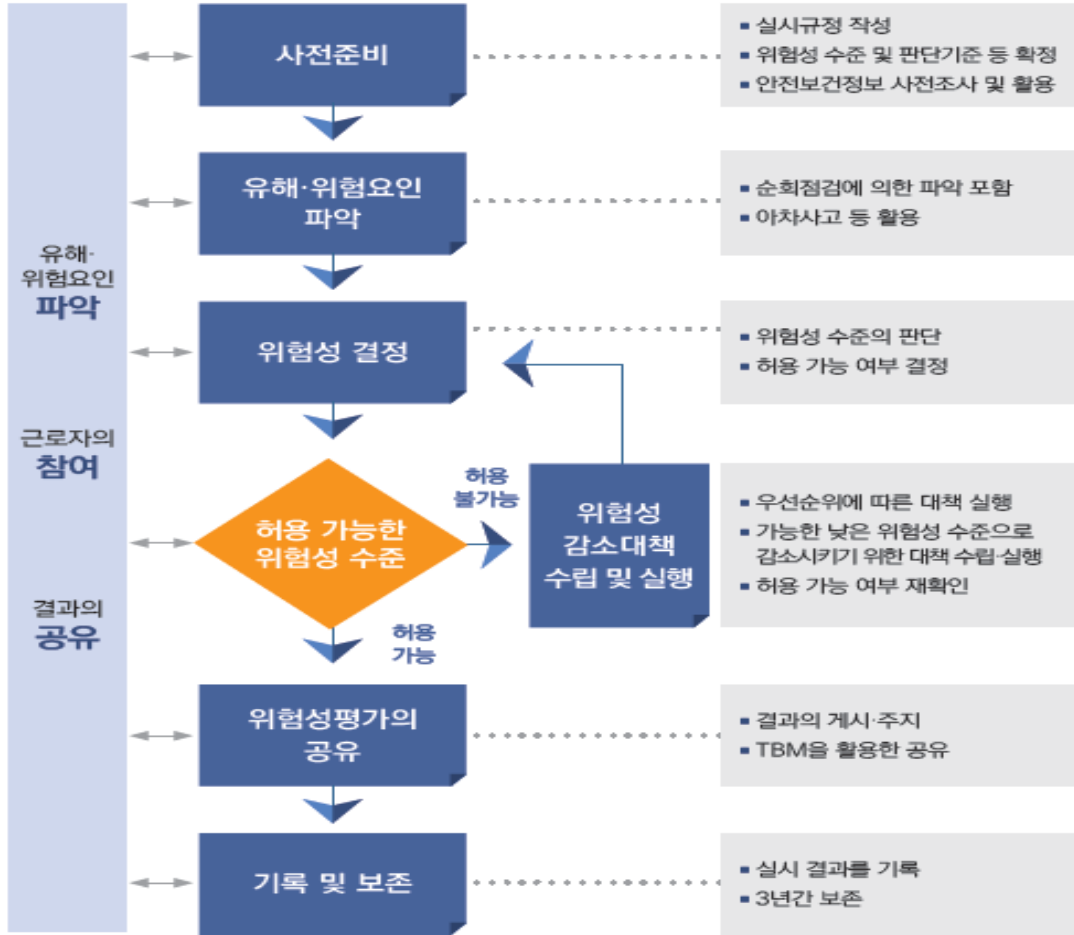 유해·
위험요인
파악
근로자의
참여
결과의
공유
사전준비
▪ 실시규정 작성
▪ 위험성 수준 및 판단기준 등 확정
▪ 안전보건정보 사전조사 및 활용
유해·위험요인
파악
▪ 순회점검에 의한 파악 포함
▪ 아차사고 등 활용
위험성 결정
▪ 위험성 수준의 판단
▪ 허용 가능 여부 결정
허용 가능한
위험성 수준
허용
불가능
위험성
감소대책
수립 및 실행
▪ 우선순위에 따른 대책 실행
▪ 가능한 낮은 위험성 수준으로
감소시키기 위한 대책 수립·실행
▪ 허용 가능 여부 재확인
허용
가능
위험성평가의
공유
▪ 결과의 게시·주지
▪ TBM을 활용한 공유
기록 및 보존
▪ 실시 결과를 기록
▪ 3년간 보존